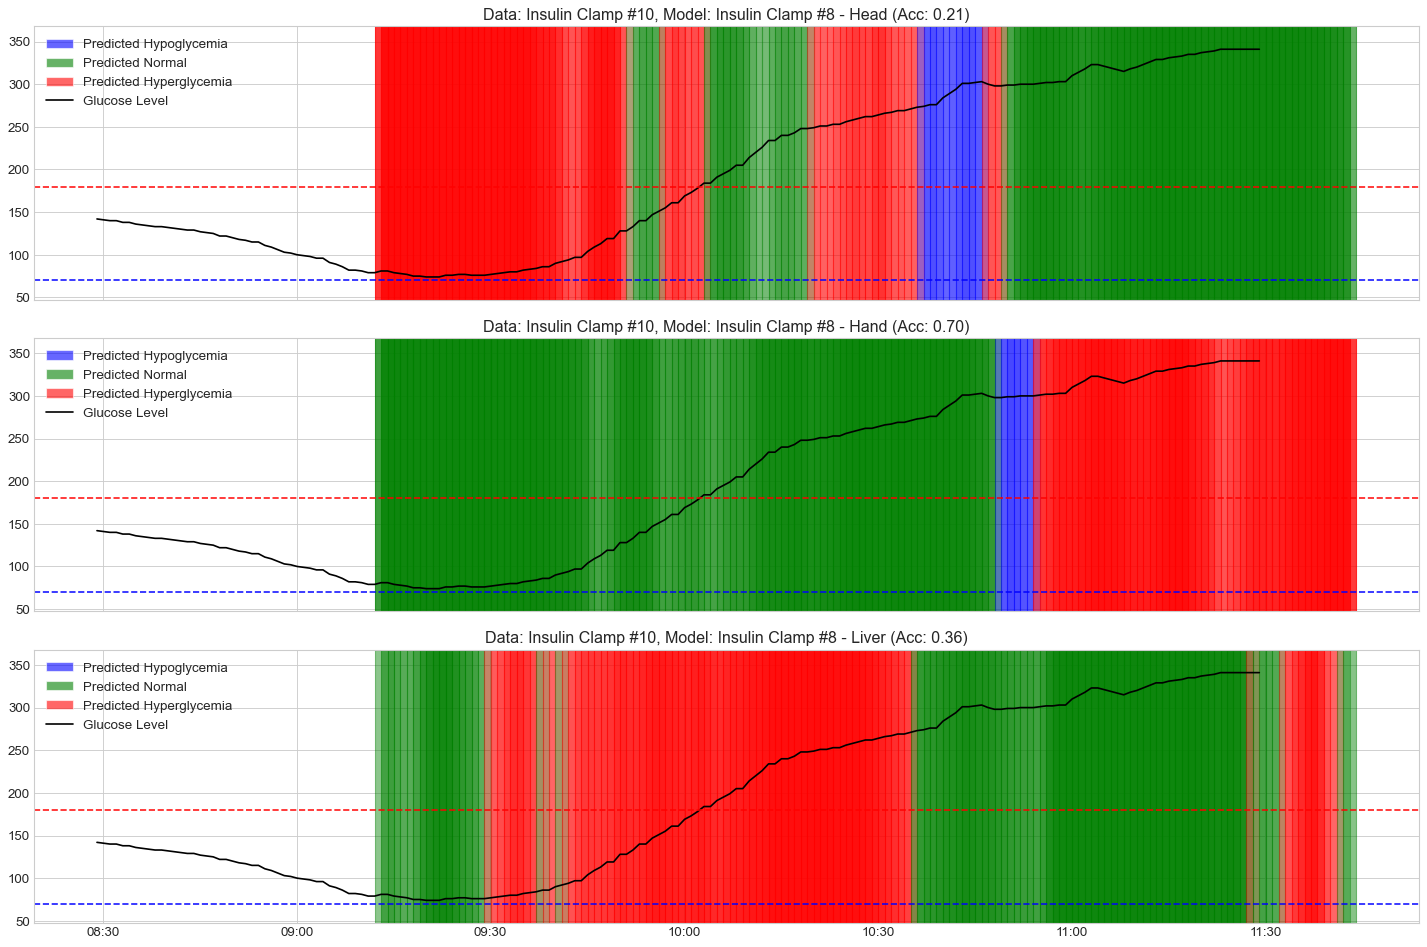 Data: Insulin Clamp #10, Model: Insulin Clamp #8 - Head (Acc: 0.21)
350
300
250
200
150
100
50
Predicted Hypoglycemia
Predicted Normal
Predicted Hyperglycemia
Glucose Level
Data: Insulin Clamp #10, Model: Insulin Clamp #8 - Hand (Acc: 0.70)
350
300
250
200
150
100
50
Predicted Hypoglycemia
Predicted Normal
Predicted Hyperglycemia
Glucose Level
Data: Insulin Clamp #10, Model: Insulin Clamp #8 - Liver (Acc: 0.36)
350
300
250
200
150
100
50
Predicted Hypoglycemia
Predicted Normal
Predicted Hyperglycemia
Glucose Level
08:30 09:00 09:30 10:00 10:30 11:00 11:30